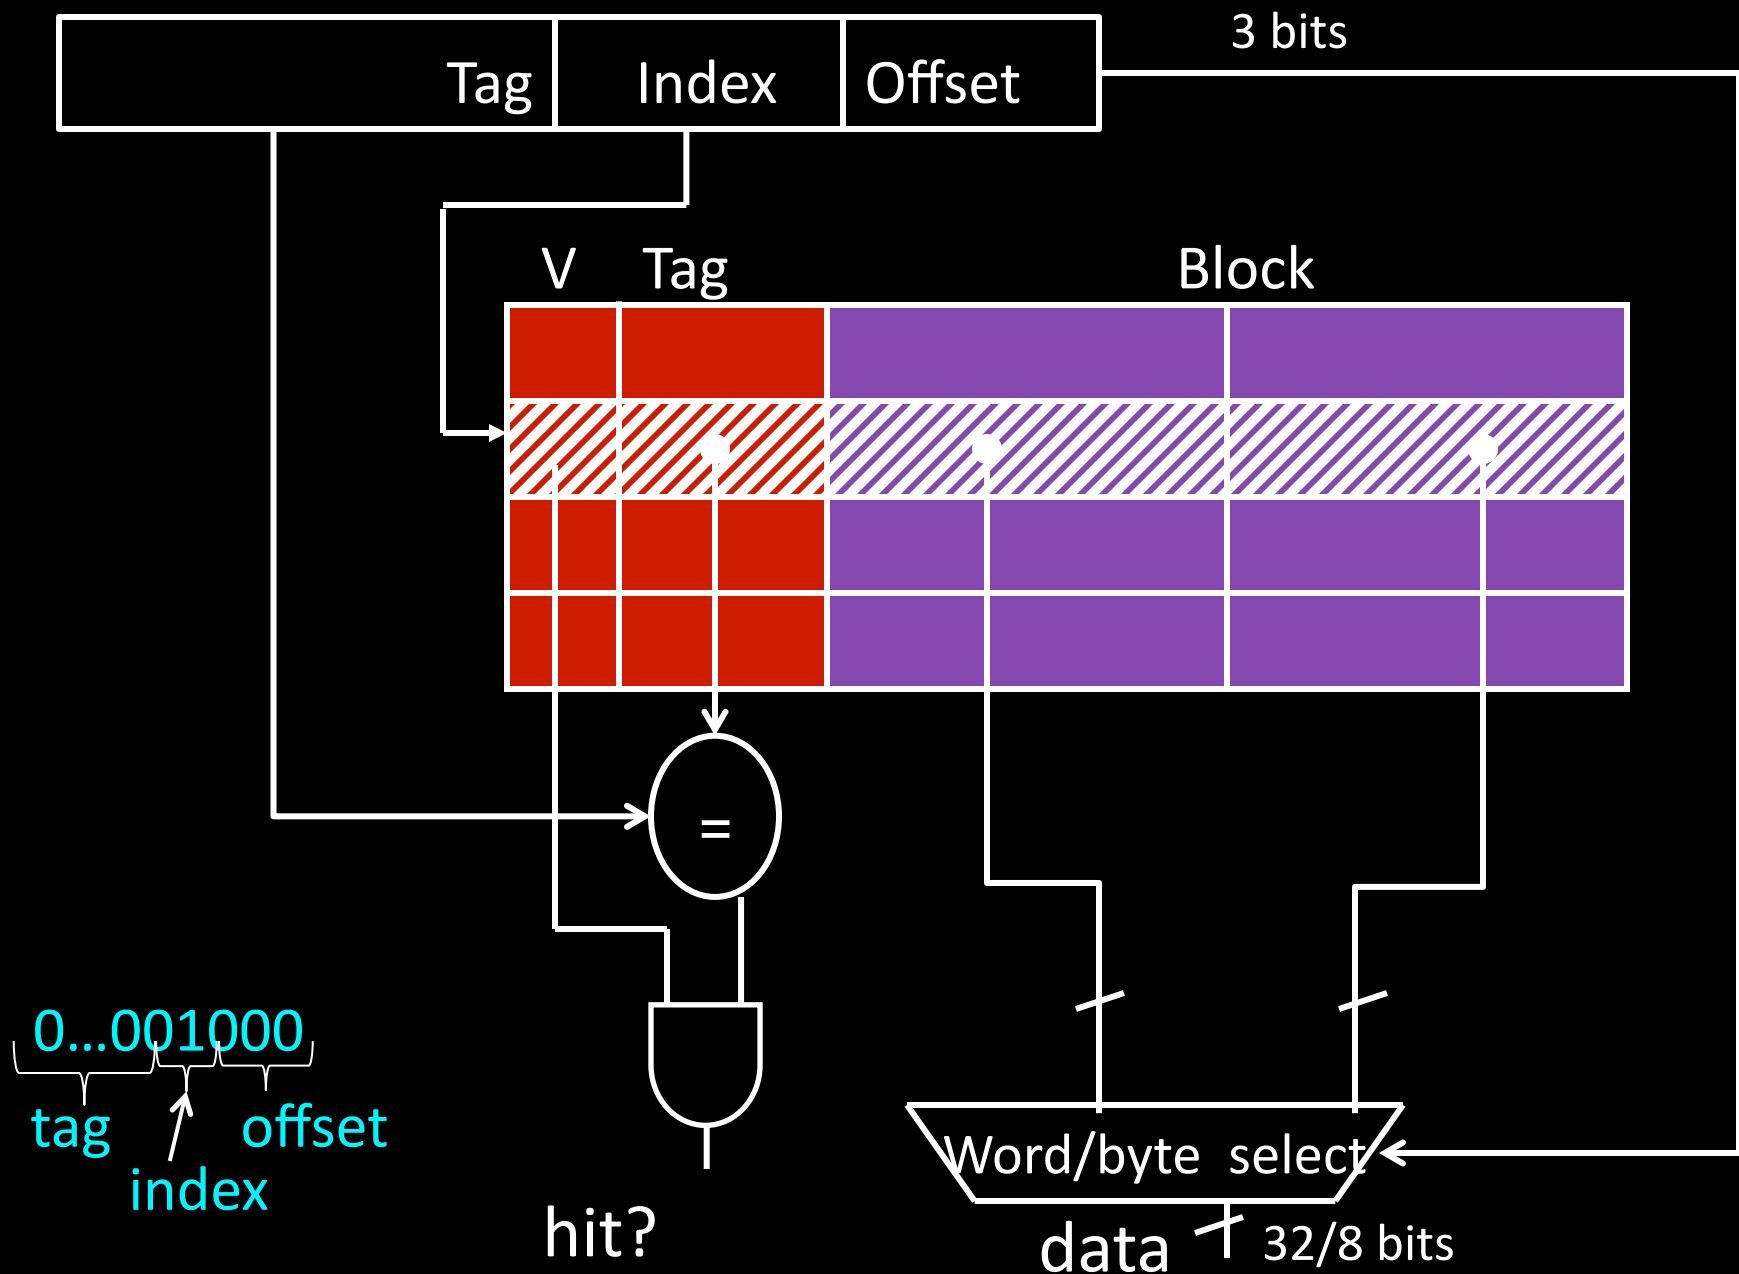 3 bits
Tag Index Offset
V Tag Block
=
0...001000
tag offset
index
Word/byte select
hit?
data 32/8 bits